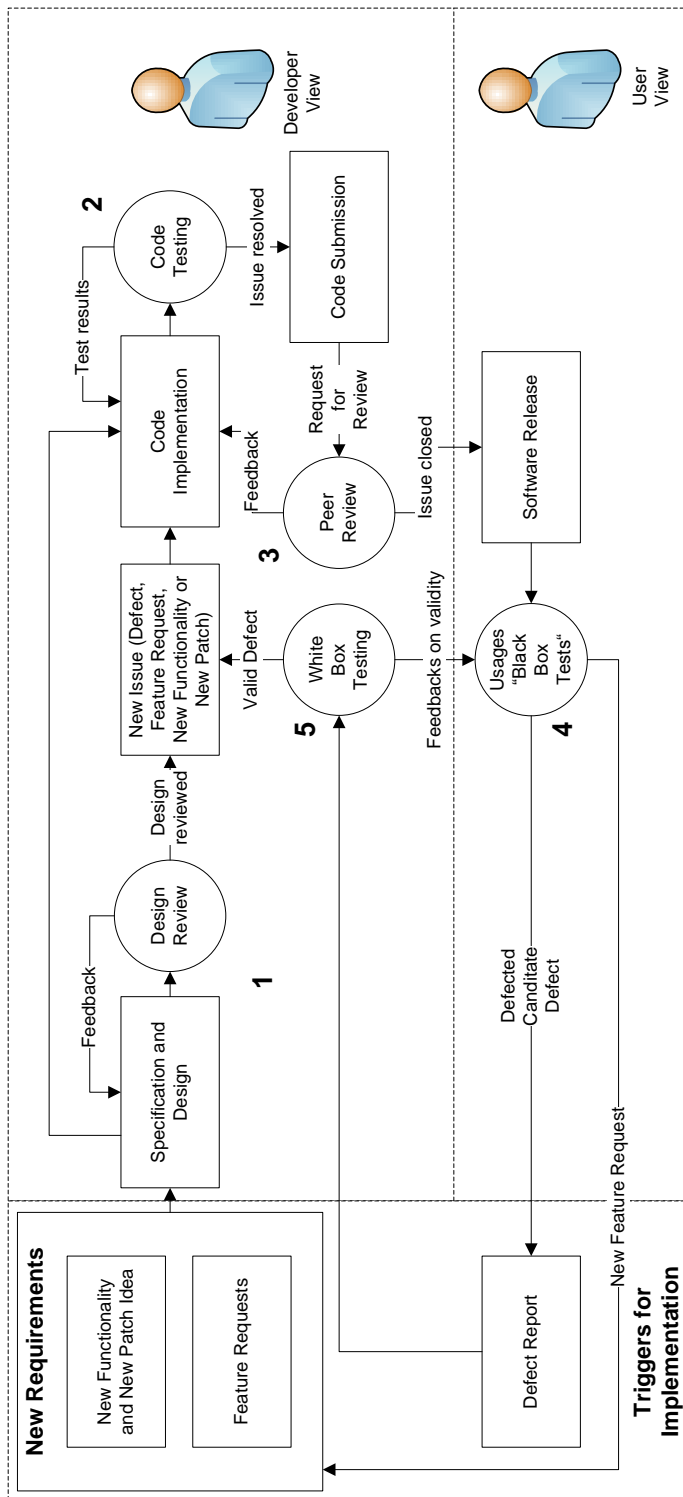 New Requirements
New Functionality
and New Patch Idea
Feature Requests
Specification and
Design
Feedback
Design
Review
1
Design
reviewed
New Issue (Defect,
Feature Request,
New Functionality or
New Patch)
Code
Implementation
Test results
Code
Testing
2
Issue resolved
Code Submission
Request
for
Review
Peer
Review
3
Feedback
Issue closed
Valid Defect
White
Box
Testing
5
Feedbacks on validity
Developer
View
Software Release
Usages
"Black
Box
Tests“
4
Defected
Canditate
Defect
New Feature Request
Defect Report
Triggers for
Implementation
User
View